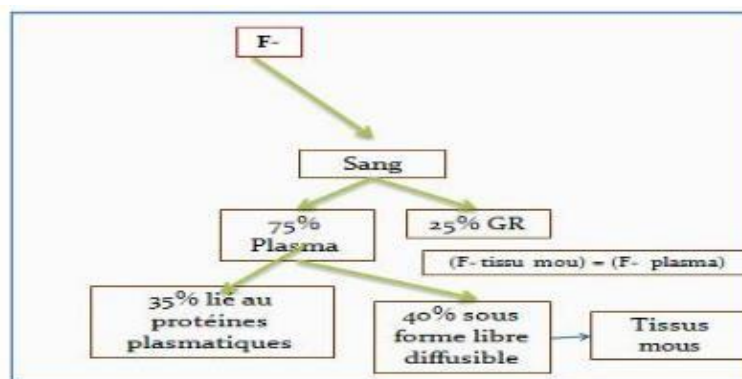 F-
Sang
75%
Plasma
25% GR
(F- tissu mou) = (F- plasma)
35% lié au
protéines
plasmatiques
40% sous
forme libre
diffusible
Tissus
mous